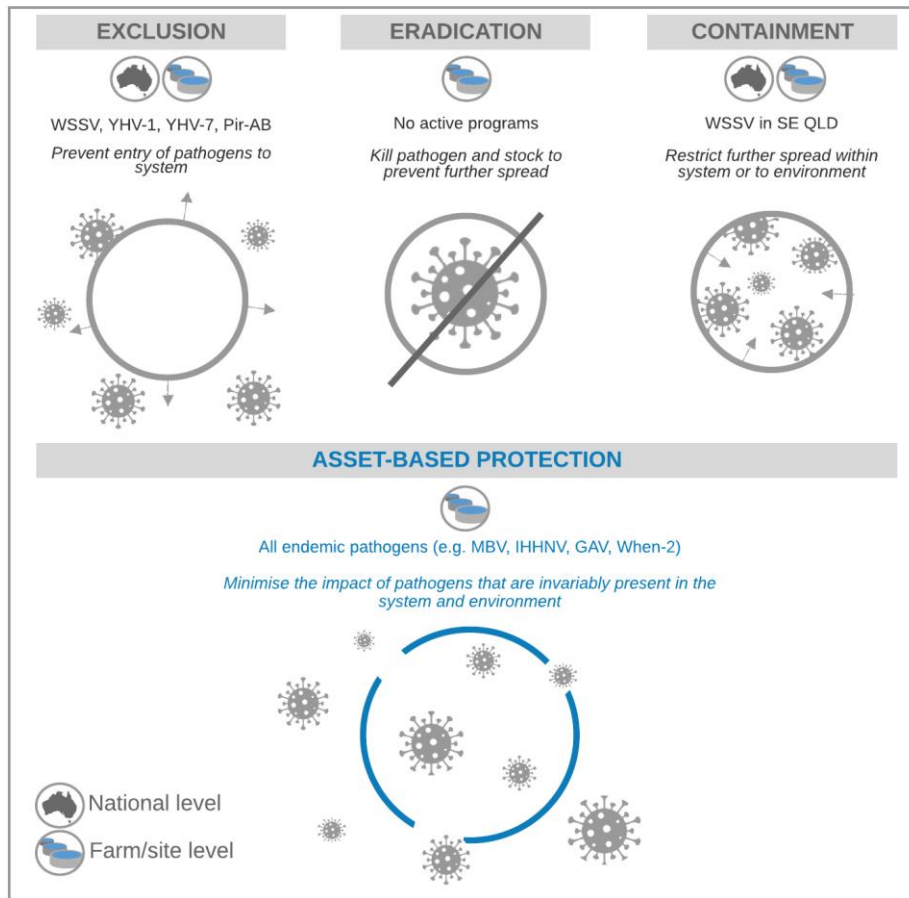 EXCLUSION
WSSV, YHV-1, YHV-7, Pir-AB
Prevent entry of pathogens to
system
ERADICATION
No active programs
Kill pathogen and stock to
prevent further spread
CONTAINMENT
WSSV in SE QLD
Restrict further spread within
system or to environment
ASSET-BASED PROTECTION
All endemic pathogens (e.g. MBV, IHHNV, GAV, When-2)
Minimise the impact of pathogens that are invariably present in the
system and environment
National level
Farm/site level